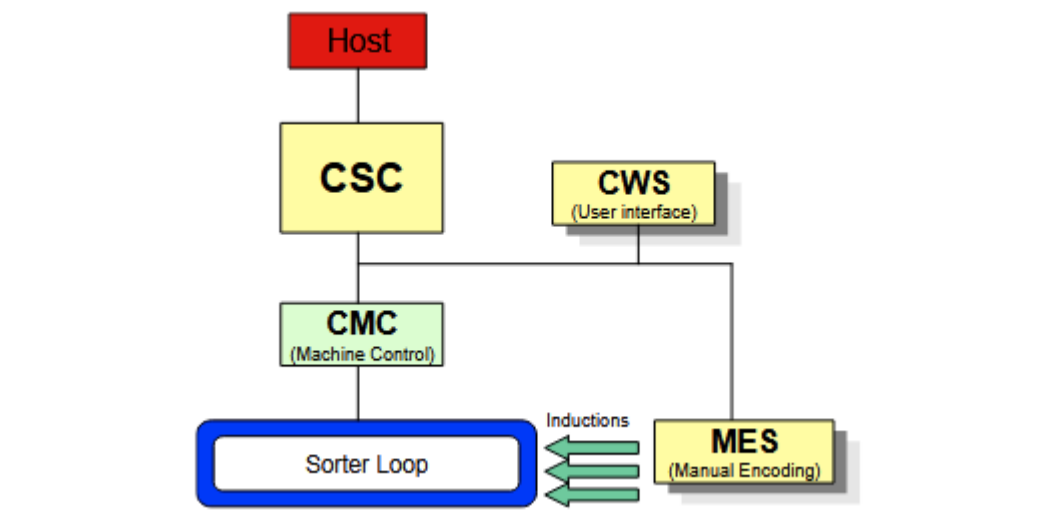 Host
CSC
CWS
(User interface)
CMC
(Machine Control)
Inductions
Sorter Loop
MES
(Manual Encoding)